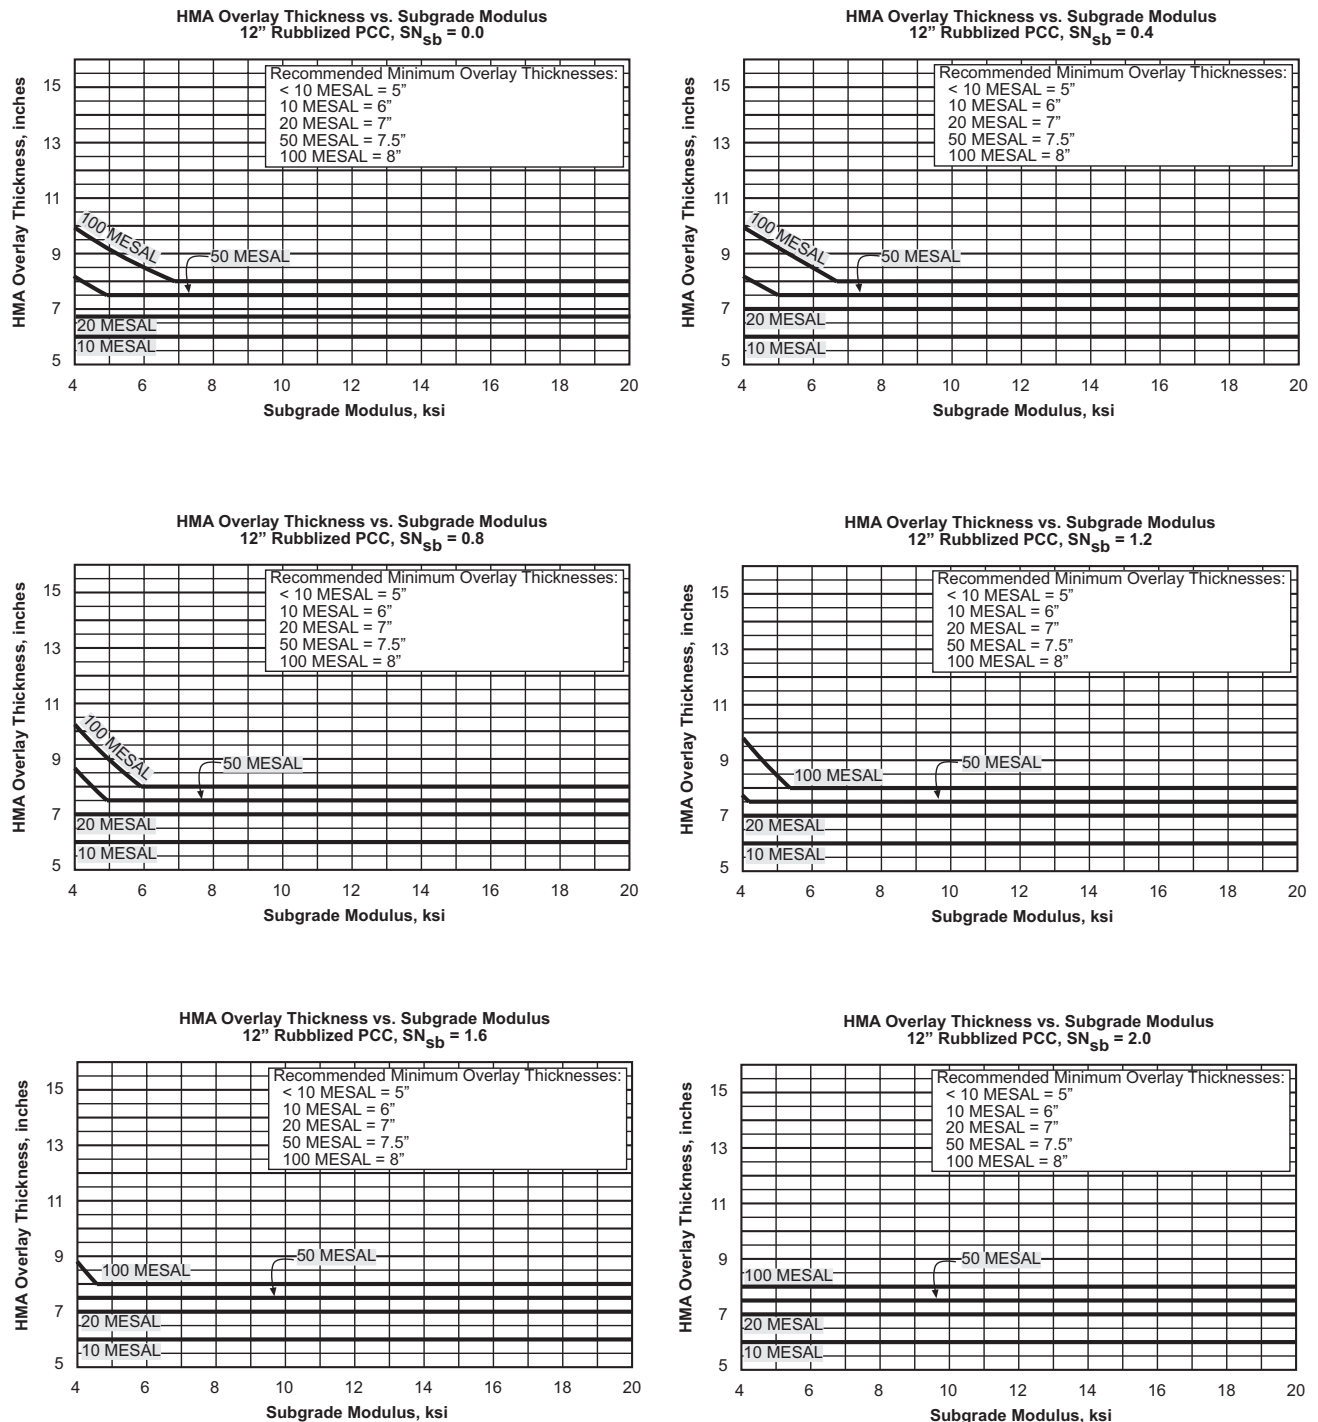 HMA Overlay Thickness vs. Subgrade Modulus
12” Rubblized PCC, SNsb = 0.0
HMA Overlay Thickness, inches
15
13
11
9
7
5
Recommended Minimum Overlay Thicknesses:
< 10 MESAL = 5”
10 MESAL = 6”
20 MESAL = 7”
50 MESAL = 7.5”
100 MESAL = 8”
100 MESAL
50 MESAL
20 MESAL
10 MESAL
4 6 8 10 12 14 16 18 20
Subgrade Modulus, ksi
HMA Overlay Thickness vs. Subgrade Modulus
12” Rubblized PCC, SNsb = 0.4
HMA Overlay Thickness, inches
15
13
11
9
7
5
Recommended Minimum Overlay Thicknesses:
< 10 MESAL = 5”
10 MESAL = 6”
20 MESAL = 7”
50 MESAL = 7.5”
100 MESAL = 8”
100 MESAL
50 MESAL
20 MESAL
10 MESAL
4 6 8 10 12 14 16 18 20
Subgrade Modulus, ksi
HMA Overlay Thickness vs. Subgrade Modulus
12” Rubblized PCC, SNsb = 0.8
HMA Overlay Thickness, inches
15
13
11
9
7
5
Recommended Minimum Overlay Thicknesses:
< 10 MESAL = 5”
10 MESAL = 6”
20 MESAL = 7”
50 MESAL = 7.5”
100 MESAL = 8”
100 MESAL
50 MESAL
20 MESAL
10 MESAL
4 6 8 10 12 14 16 18 20
Subgrade Modulus, ksi
HMA Overlay Thickness vs. Subgrade Modulus
12” Rubblized PCC, SNsb = 1.2
HMA Overlay Thickness, inches
15
13
11
9
7
5
Recommended Minimum Overlay Thicknesses:
< 10 MESAL = 5”
10 MESAL = 6”
20 MESAL = 7”
50 MESAL = 7.5”
100 MESAL = 8”
50 MESAL
100 MESAL
20 MESAL
10 MESAL
4 6 8 10 12 14 16 18 20
Subgrade Modulus, ksi
HMA Overlay Thickness vs. Subgrade Modulus
12” Rubblized PCC, SNsb = 1.6
HMA Overlay Thickness, inches
15
13
11
9
7
5
Recommended Minimum Overlay Thicknesses:
< 10 MESAL = 5”
10 MESAL = 6”
20 MESAL = 7”
50 MESAL = 7.5”
100 MESAL = 8”
50 MESAL
100 MESAL
20 MESAL
10 MESAL
4 6 8 10 12 14 16 18 20
Subgrade Modulus, ksi
HMA Overlay Thickness vs. Subgrade Modulus
12” Rubblized PCC, SNsb = 2.0
HMA Overlay Thickness, inches
15
13
11
9
7
5
Recommended Minimum Overlay Thicknesses:
< 10 MESAL = 5”
10 MESAL = 6”
20 MESAL = 7”
50 MESAL = 7.5”
100 MESAL = 8”
50 MESAL
100 MESAL
20 MESAL
10 MESAL
4 6 8 10 12 14 16 18 20
Subgrade Modulus, ksi